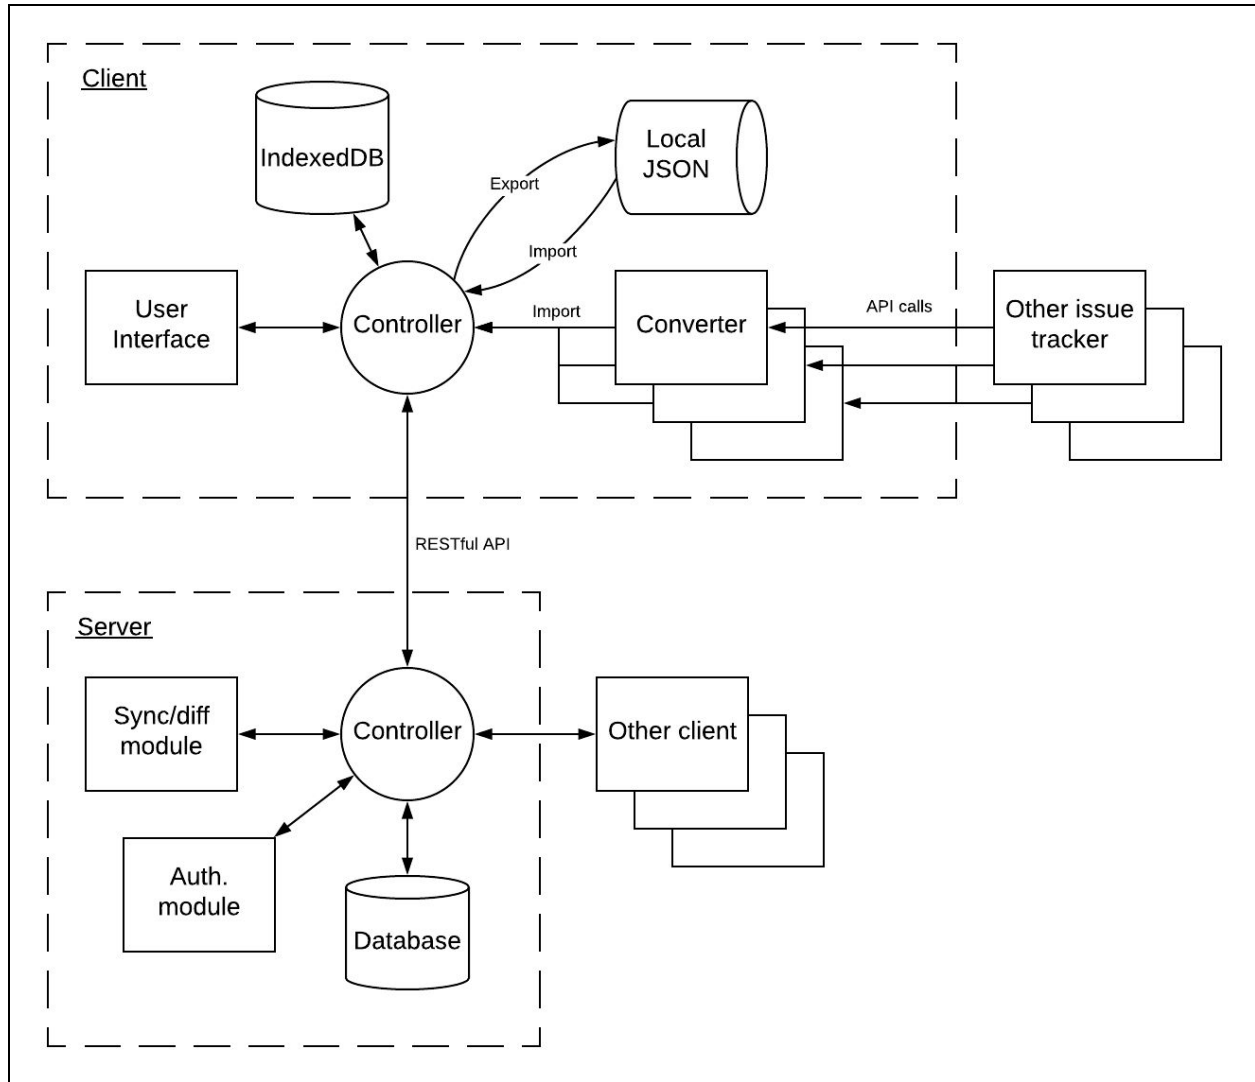 Client
IndexedDB
Local
JSON
Export
Import
User
Interface
Controller
Import
Converter
API calls
Other issue
tracker
RESTful API
Server
Sync/diff
module
Controller
Other client
Auth.
module
Database